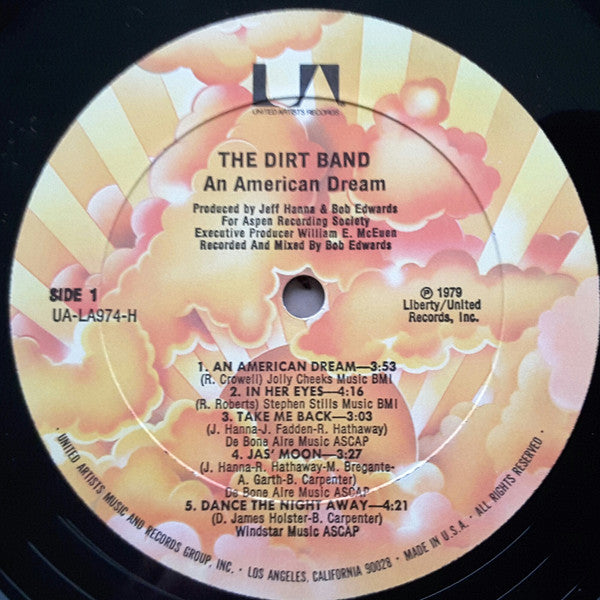 UA
UNITED ARTISTS RECORDS
THE DIRT BAND
An American Dream
Produced by Jeff Hanna & Bob Edwards
For Aspen Recording Society
Executive Producer William E. McEuen
Recorded And Mixed By Bob Edwards
SIDE 1
UA-LA974-H
℗ 1979
Liberty/United
Records, Inc.
1. AN AMERICAN DREAM—3:53
(R. Crowell) Jolly Cheeks Music BMI
2. IN HER EYES—4:16
(R. Roberts) Stephen Stills Music BMI
3. TAKE ME BACK—3:03
(J. Hanna-J. Fadden-R. Hathaway)
De Bone Aire Music ASCAP
4. JAS' MOON—3:27
(J. Hanna-R. Hathaway-M. Bregante-
A. Garth-B. Carpenter)
De Bone Aire Music ASCAP
5. DANCE THE NIGHT AWAY—4:21
(D. James Holster-B. Carpenter)
Windstar Music ASCAP
· UNITED ARTISTS MUSIC AND RECORDS GROUP, INC. · LOS ANGELES, CALIFORNIA 90028 · MADE IN U.S.A. · ALL RIGHTS RESERVED.